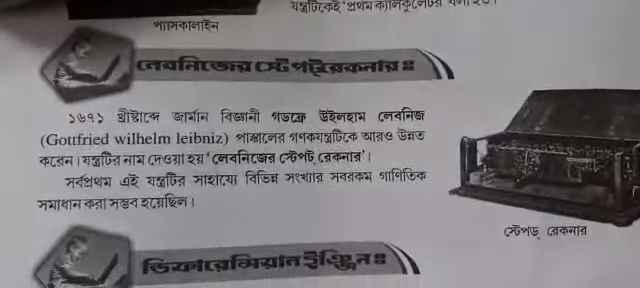 যন্ত্রটিকেই 'প্রথম ক্যালকুলেটর বলা হত।
প্যাসকালাইন
লেবনিজের স্টেপট্‌ রেকনার ঃ
১৬৭১ খ্রীষ্টাব্দে জার্মান বিজ্ঞানী গডফ্রে উইলহাম লেবনিজ
(Gottfried wilhelm leibniz) পাস্কালের গণকযন্ত্রটিকে আরও উন্নত
করেন। যন্ত্রটির নাম দেওয়া হয় 'লেবনিজের স্টেপট্‌ রেকনার'।
সর্বপ্রথম এই যন্ত্রটির সাহায্যে বিভিন্ন সংখ্যার সবরকম গাণিতিক
সমাধান করা সম্ভব হয়েছিল।
স্টেপড্‌ রেকনার
ডিফারেন্সিয়াল ইঞ্জিন ঃ